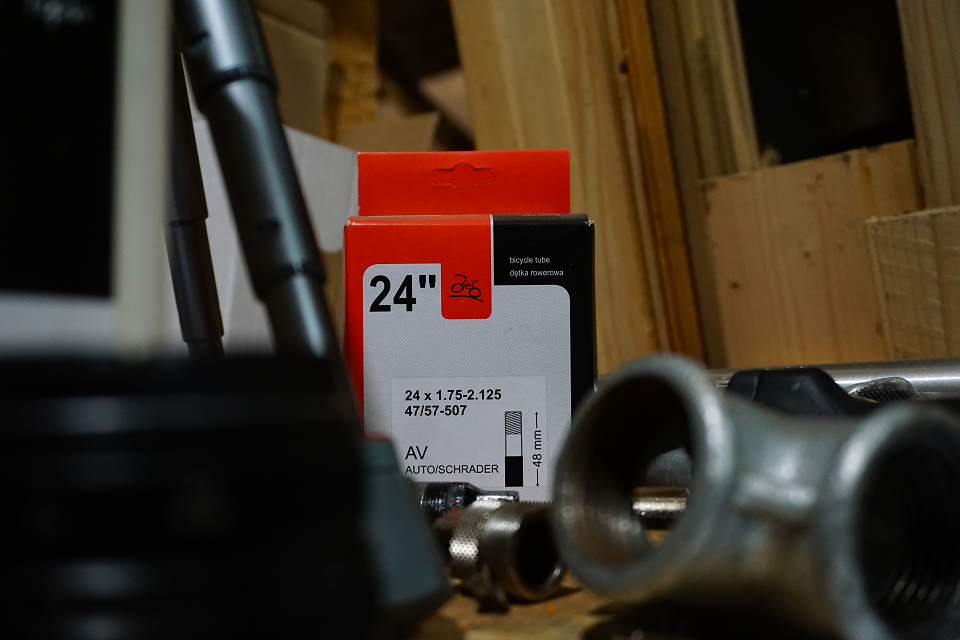 bicycle tube
dętka rowerowa
24"
24 x 1.75-2.125
47/57-507
AV
AUTO/SCHRADER
48 mm